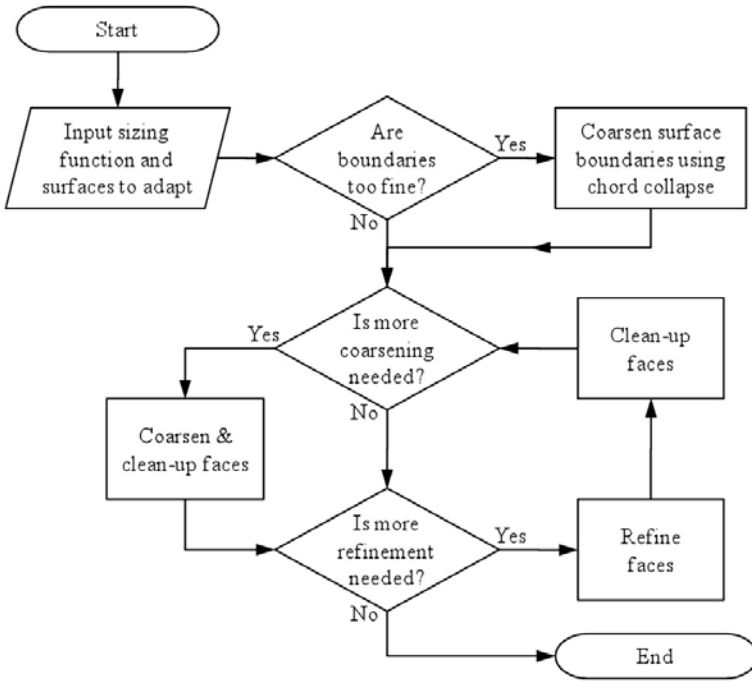 Start
Input sizing
function and
surfaces to adapt
Are
boundaries
too fine?
Yes
Coarsen surface
boundaries using
chord collapse
No
Is more
coarsening
needed?
Yes
Clean-up
faces
No
Coarsen &
clean-up faces
Is more
refinement
needed?
Yes
Refine
faces
No
End